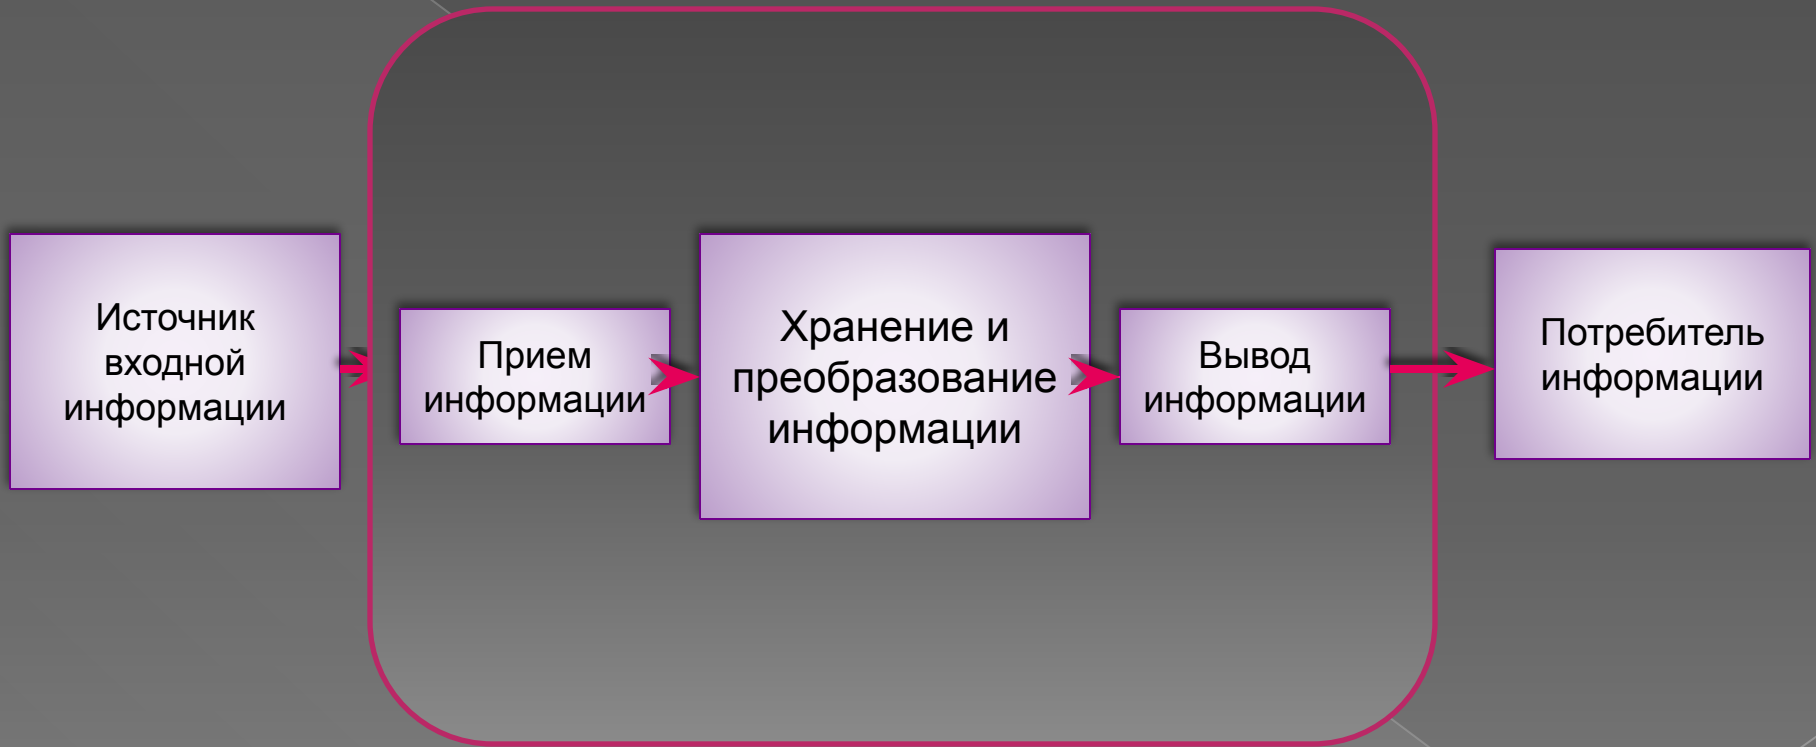 Источник
входной
информации
Прием
информации
Хранение и
преобразование
информации
Вывод
информации
Потребитель
информации